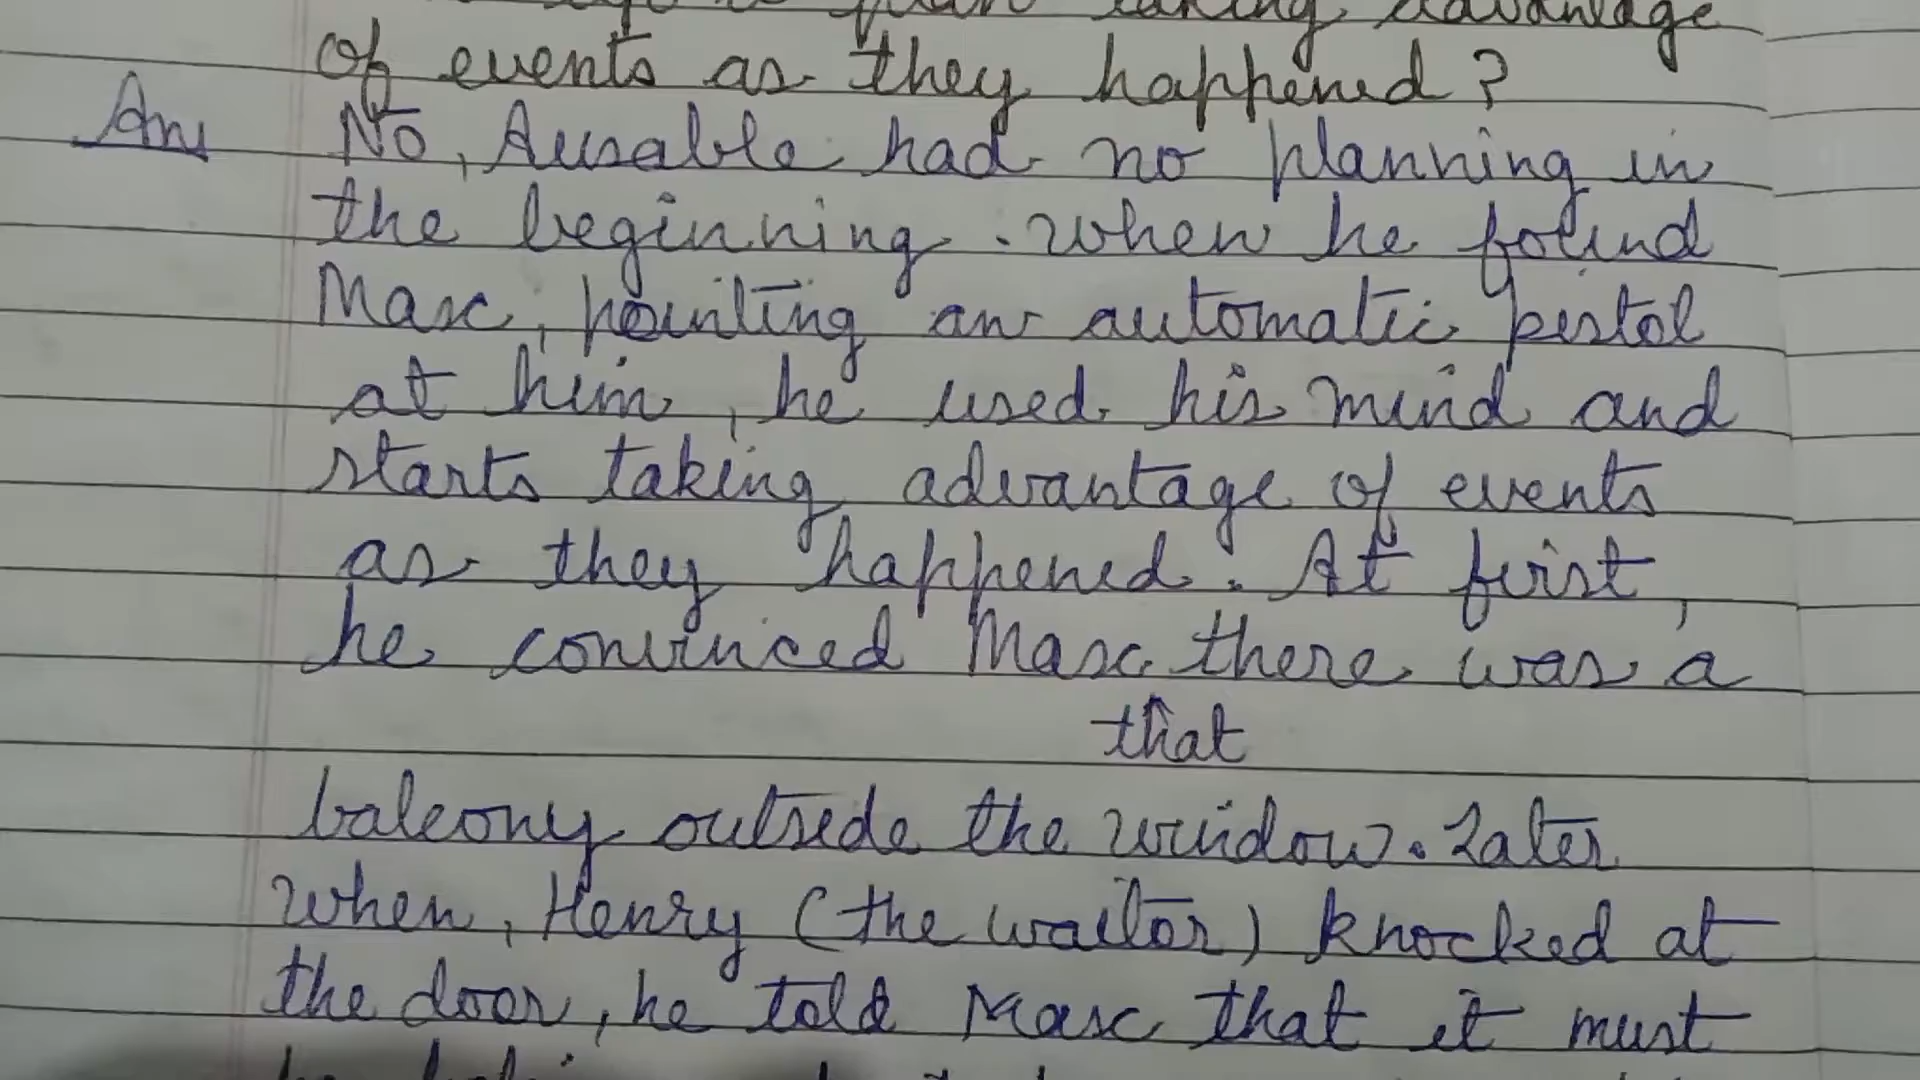 taking advantage
of events as they happened?
Ans No, Ausable had no planning in
the beginning. when he found
Max, pointing an automatic pistol
at him, he used his mind and
starts taking advantage of events
as they happened. At first,
he convinced Max there was a
that
balcony outside the window. Later
when, Henry (the waiter) knocked at
the door, he told Max that it must